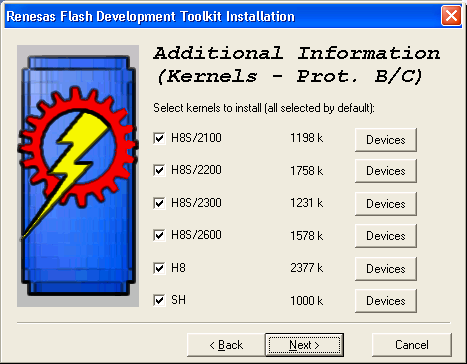 Renesas Flash Development Toolkit Installation
Additional Information
(Kernels - Prot. B/C)
Select kernels to install (all selected by default):
H8S/2100 1198 k Devices
H8S/2200 1758 k Devices
H8S/2300 1231 k Devices
H8S/2600 1578 k Devices
H8 2377 k Devices
SH 1000 k Devices
< Back Next > Cancel